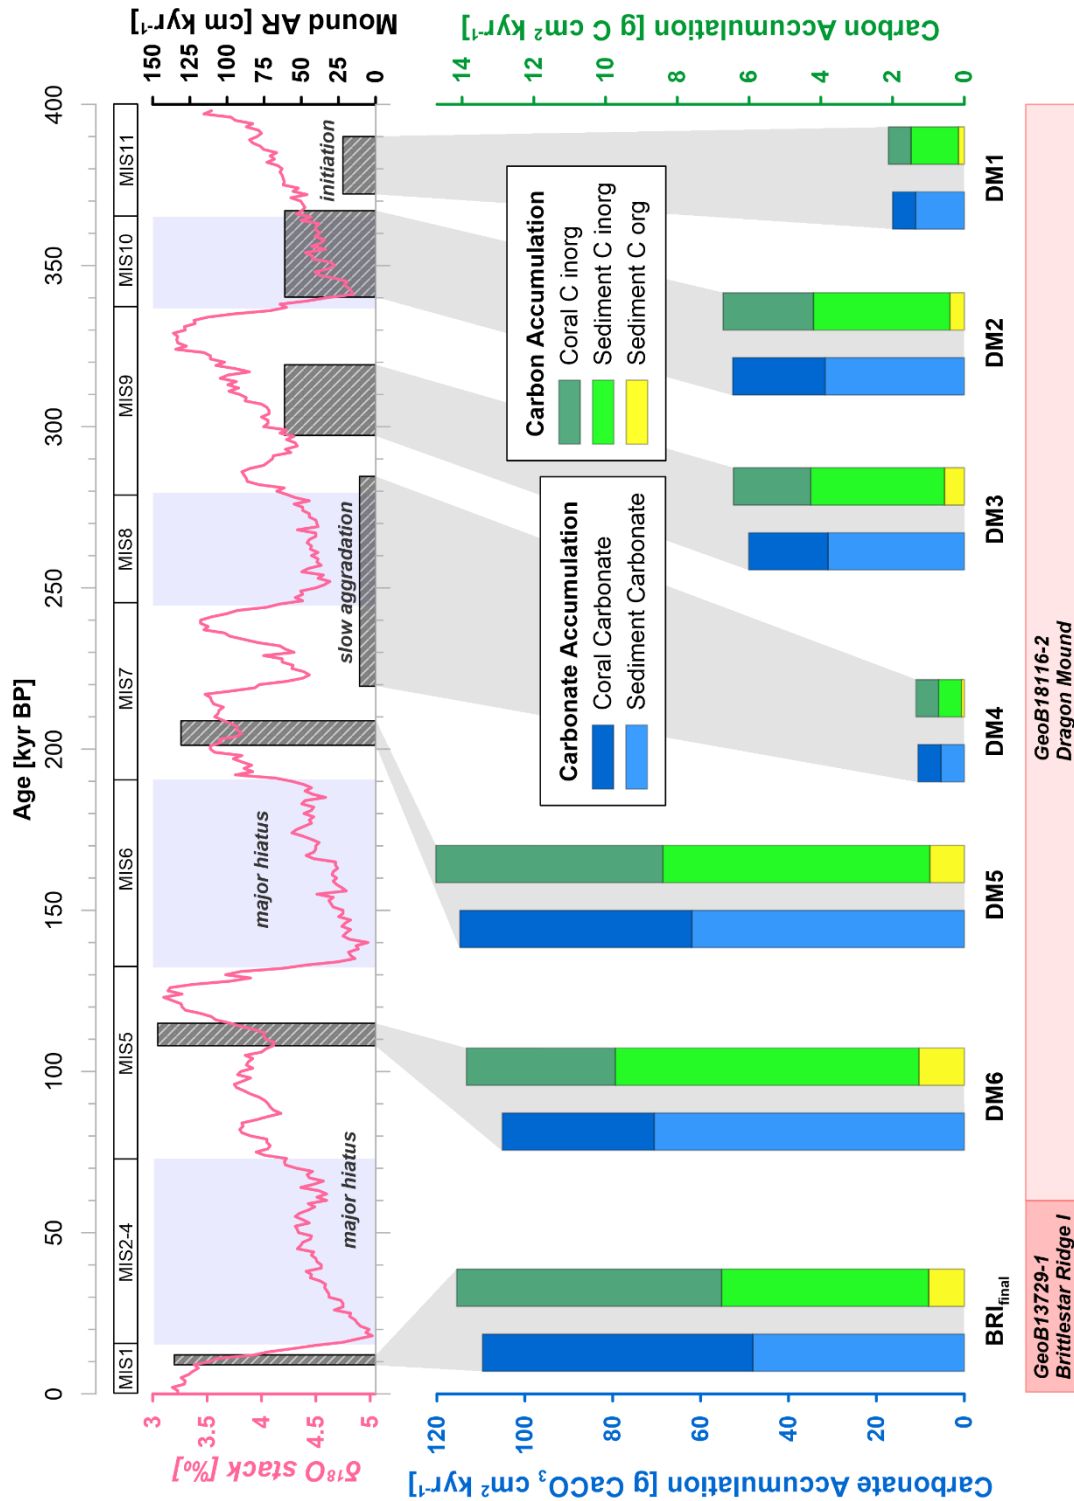 Age [kyr BP]
0 50 100 150 200 250 300 350 400
MIS1 MIS2-4 MIS5 MIS6 MIS7 MIS8 MIS9 MIS10 MIS11
δ¹⁸O stack [‰]
3
3.5
4
4.5
5
Mound AR [cm kyr⁻¹]
150
125
100
75
50
25
0
major hiatus
major hiatus
slow aggradation
initiation
Carbonate Accumulation [g CaCO₃ cm² kyr⁻¹]
120
100
80
60
40
20
0
Carbon Accumulation [g C cm² kyr⁻¹]
14
12
10
8
6
4
2
0
Carbonate Accumulation
Coral Carbonate
Sediment Carbonate
Carbon Accumulation
Coral C inorg
Sediment C inorg
Sediment C org
BRI_final DM6 DM5 DM4 DM3 DM2 DM1
GeoB13729-1
Brittlestar Ridge I
GeoB18116-2
Dragon Mound